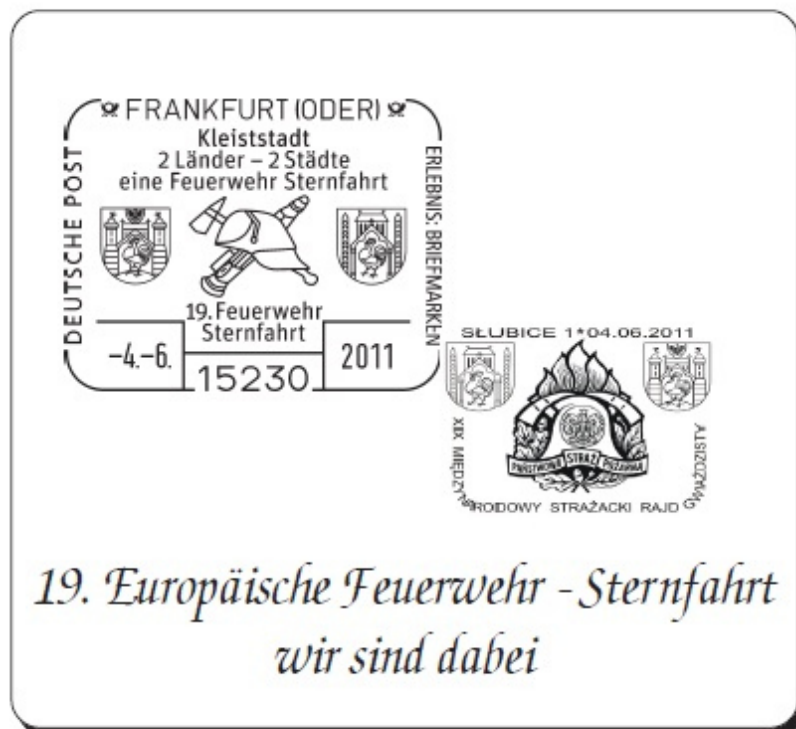 FRANKFURT (ODER)
DEUTSCHE POST
Kleiststadt
2 Länder – 2 Städte
eine Feuerwehr Sternfahrt
ERLEBNIS: BRIEFMARKEN
19. Feuerwehr
Sternfahrt
–4.–6.
2011
15230
SŁUBICE 1*04.06.2011
PAŃSTWOWA STRAŻ POŻARNA
XIX MIĘDZYNARODOWY STRAŻACKI RAJD GWIAŹDZISTY
19. Europäische Feuerwehr - Sternfahrt
wir sind dabei